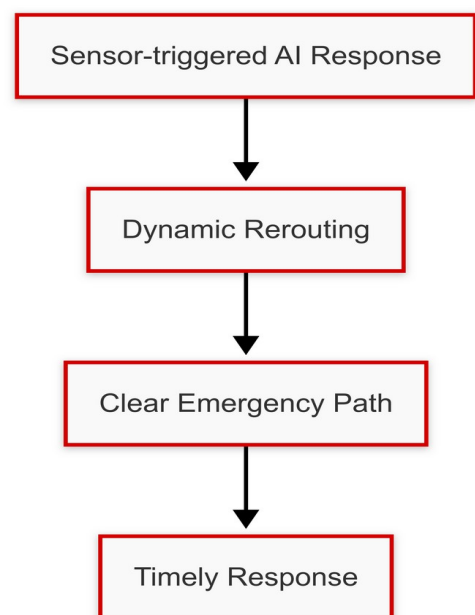 Sensor-triggered AI Response
Dynamic Rerouting
Clear Emergency Path
Timely Response